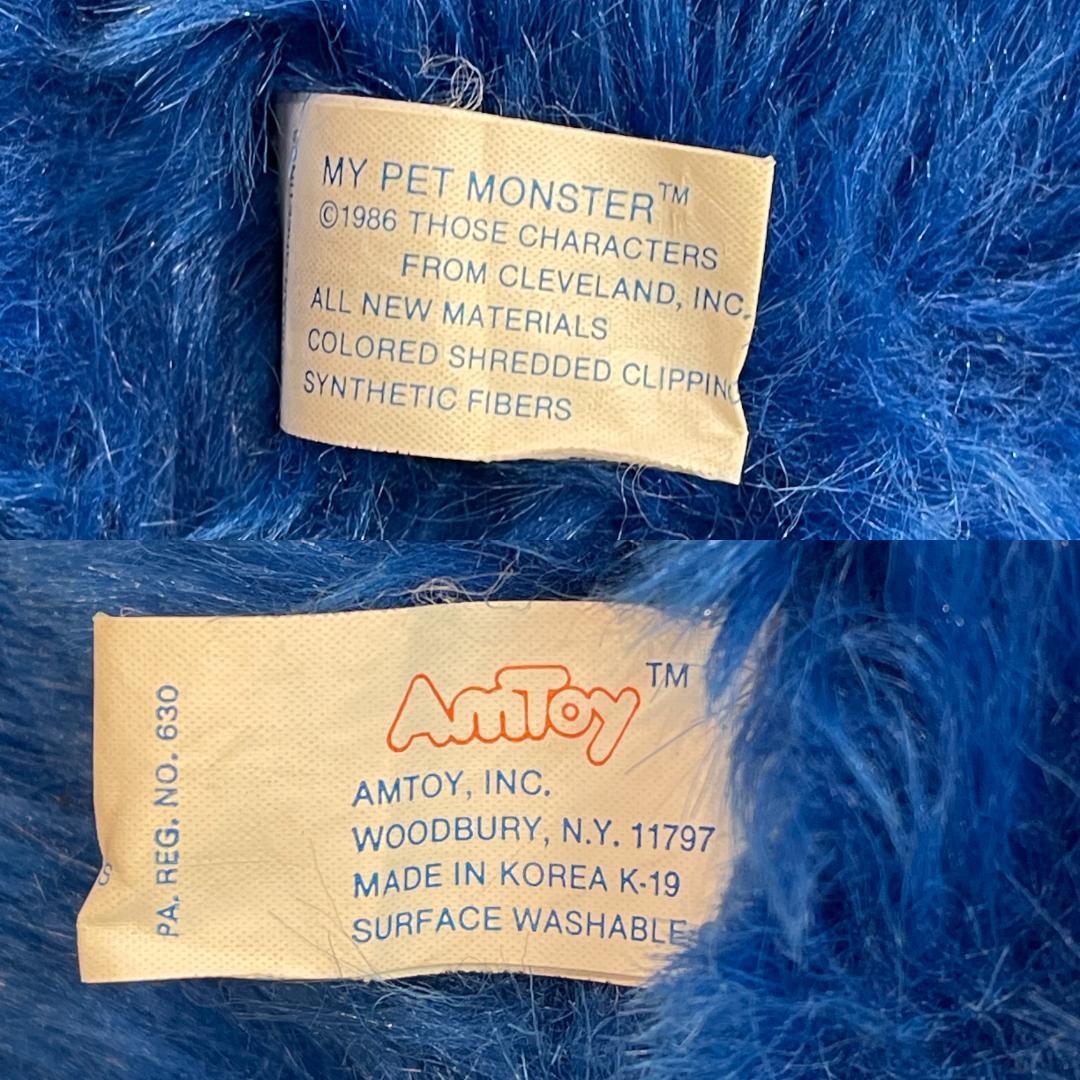 MY PET MONSTER™
©1986 THOSE CHARACTERS
FROM CLEVELAND, INC.
ALL NEW MATERIALS
COLORED SHREDDED CLIPPING
SYNTHETIC FIBERS
AmToy™
PA. REG. NO. 630
AMTOY, INC.
WOODBURY, N.Y. 11797
MADE IN KOREA K-19
SURFACE WASHABLE
S